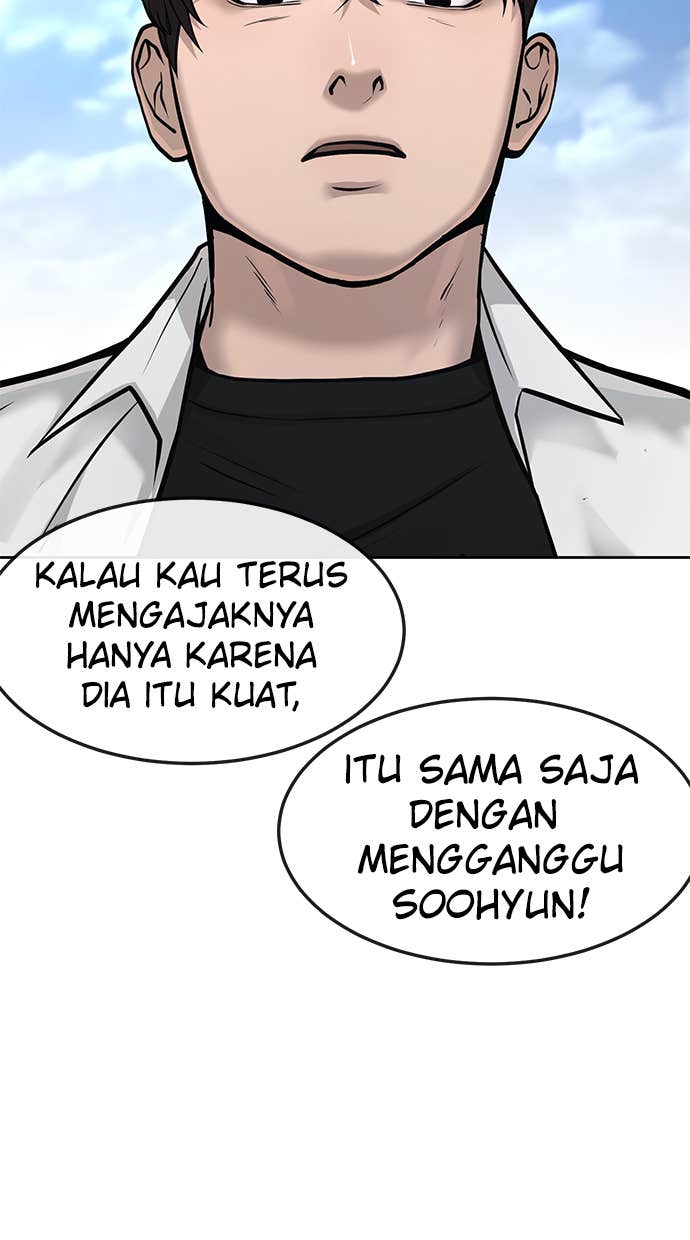 KALAU KAU TERUS
MENGAJAKNYA
HANYA KARENA
DIA ITU KUAT,
ITU SAMA SAJA
DENGAN
MENGGANGGU
SOOHYUN!